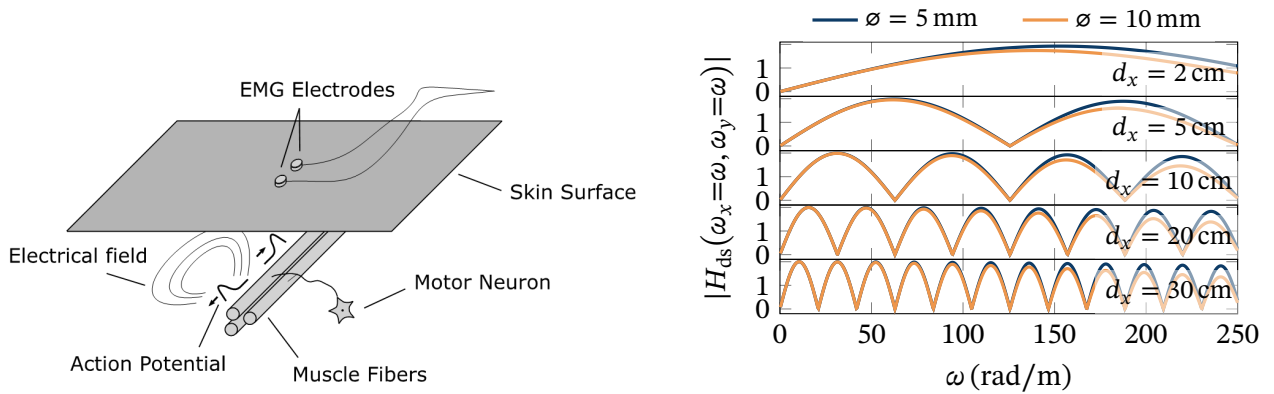 EMG Electrodes
Skin Surface
Electrical field
Motor Neuron
Action Potential
Muscle Fibers
⌀ = 5 mm ⌀ = 10 mm
|H_ds(ω_x=ω, ω_y=ω)|
1
0
d_x = 2 cm
1
0
d_x = 5 cm
1
0
d_x = 10 cm
1
0
d_x = 20 cm
1
0
d_x = 30 cm
0 50 100 150 200 250
ω (rad/m)